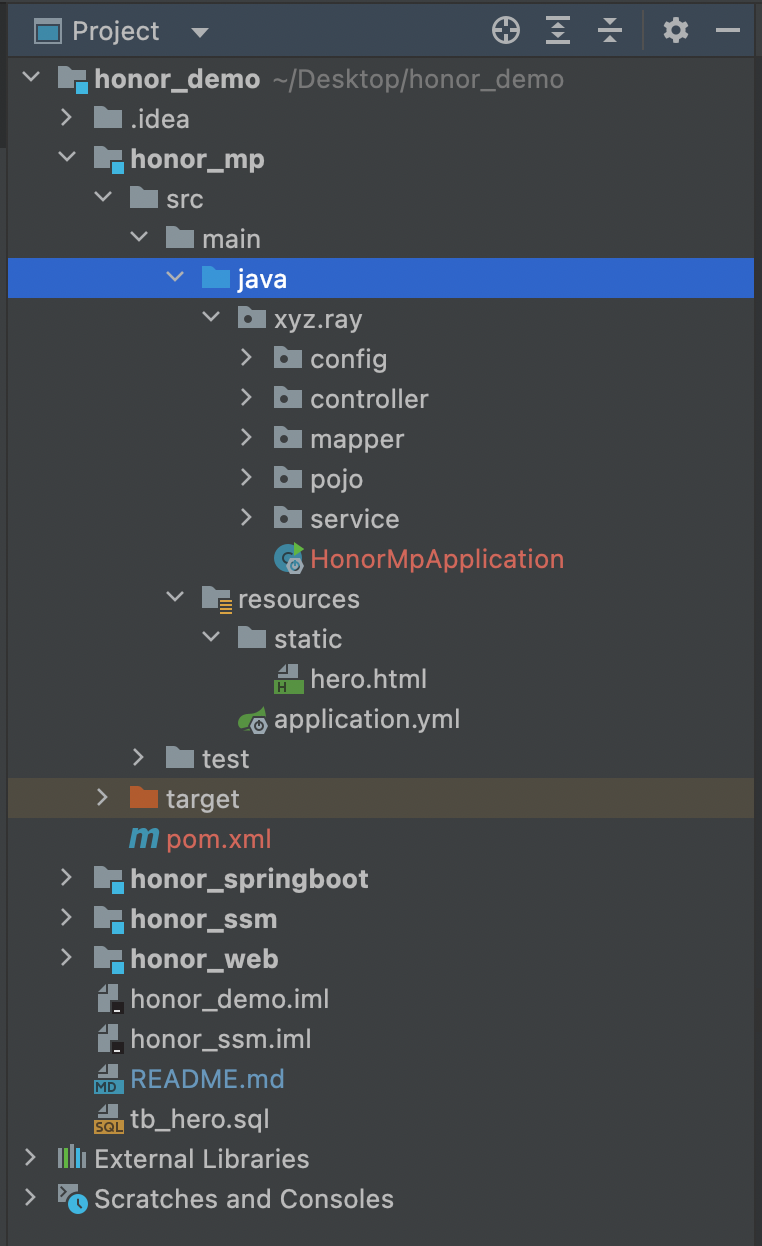 Project
honor_demo ~/Desktop/honor_demo
.idea
honor_mp
src
main
java
xyz.ray
config
controller
mapper
pojo
service
C HonorMpApplication
resources
static
H hero.html
application.yml
test
target
m pom.xml
honor_springboot
honor_ssm
honor_web
honor_demo.iml
honor_ssm.iml
MD README.md
SQL tb_hero.sql
External Libraries
Scratches and Consoles